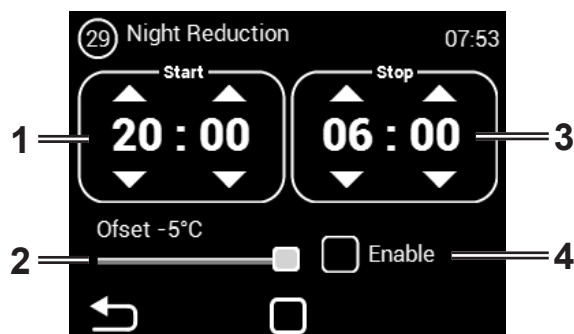 29 Night Reduction 07:53
Start Stop
1 20 : 00 06 : 00 3
Ofset -5°C
2 Enable 4